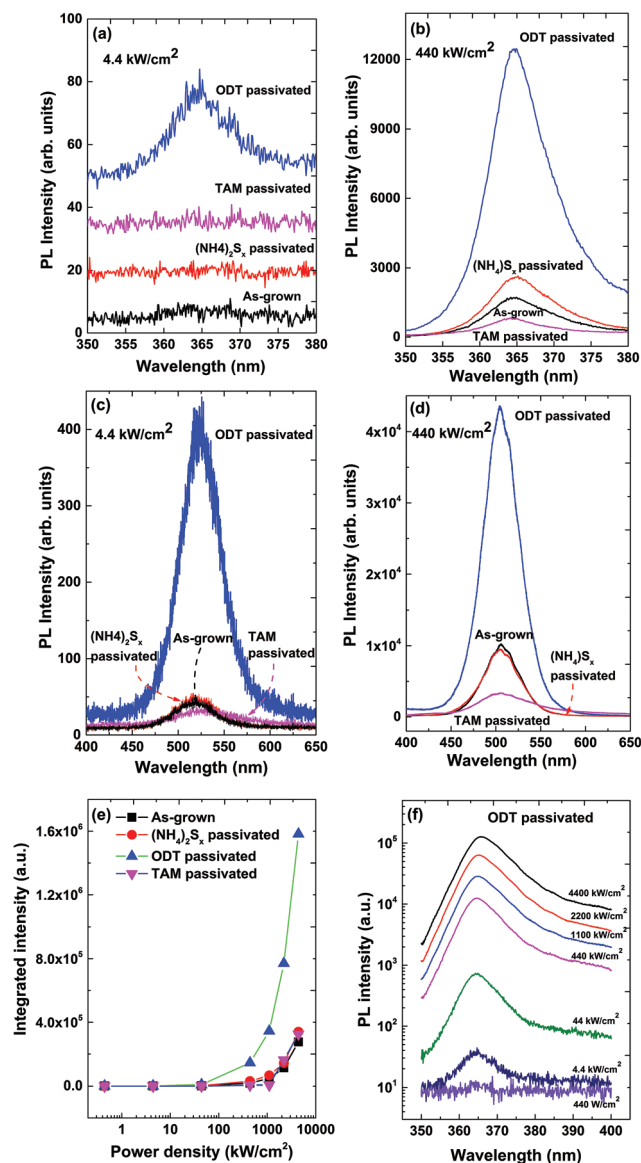 (a)
4.4 kW/cm²
ODT passivated
TAM passivated
(NH4)₂Sₓ passivated
As-grown
100
80
60
40
20
0
350 355 360 365 370 375 380
Wavelength (nm)
PL Intensity (arb. units)
(b)
440 kW/cm²
ODT passivated
(NH₄)Sₓ passivated
As-grown
TAM passivated
12000
9000
6000
3000
0
350 355 360 365 370 375 380
Wavelength (nm)
PL Intensity (arb. units)
(c)
4.4 kW/cm²
ODT passivated
(NH4)₂Sₓ
passivated
As-grown
TAM
passivated
400
300
200
100
50
0
400 450 500 550 600 650
Wavelength (nm)
PL Intensity (arb. units)
(d)
440 kW/cm²
ODT passivated
As-grown
(NH₄)Sₓ
passivated
TAM passivated
4x10⁴
3x10⁴
2x10⁴
1x10⁴
0
400 450 500 550 600 650
Wavelength (nm)
PL Intensity (arb. units)
(e)
As-grown
(NH₄)₂Sₓ passivated
ODT passivated
TAM passivated
1.6x10⁶
1.2x10⁶
8.0x10⁵
4.0x10⁵
0.0
1 10 100 1000 10000
Power density (kW/cm²)
Integrated intensity (a.u.)
ODT passivated
(f)
4400 kW/cm²
2200 kW/cm²
1100 kW/cm²
440 kW/cm²
44 kW/cm²
4.4 kW/cm²
440 W/cm²
10⁵
10⁴
10³
10²
10¹
350 360 370 380 390 400
Wavelength (nm)
PL intensity (a.u.)